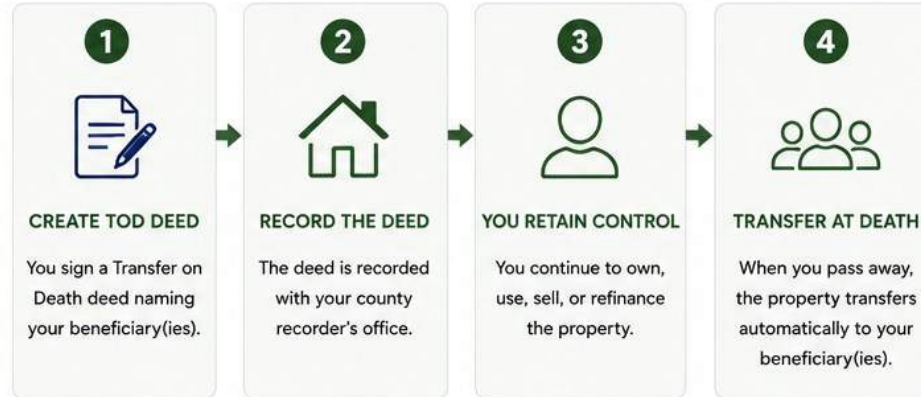 1
CREATE TOD DEED
You sign a Transfer on
Death deed naming
your beneficiary(ies).
2
RECORD THE DEED
The deed is recorded
with your county
recorder's office.
3
YOU RETAIN CONTROL
You continue to own,
use, sell, or refinance
the property.
4
TRANSFER AT DEATH
When you pass away,
the property transfers
automatically to your
beneficiary(ies).